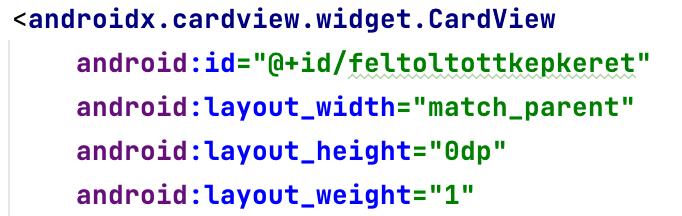 <androidx.cardview.widget.CardView
android:id="@+id/feltoltottkepkeret"
android:layout_width="match_parent"
android:layout_height="0dp"
android:layout_weight="1"